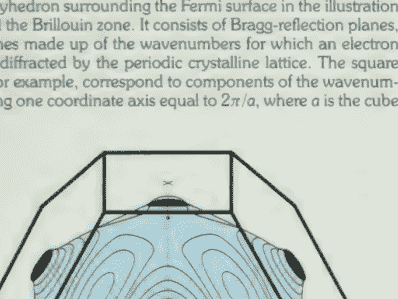 yhedron surrounding the Fermi surface in the illustration
d the Brillouin zone. It consists of Bragg-reflection planes,
nes made up of the wavenumbers for which an electron
diffracted by the periodic crystalline lattice. The square
or example, correspond to components of the wavenum-
ng one coordinate axis equal to 2π/a, where a is the cube